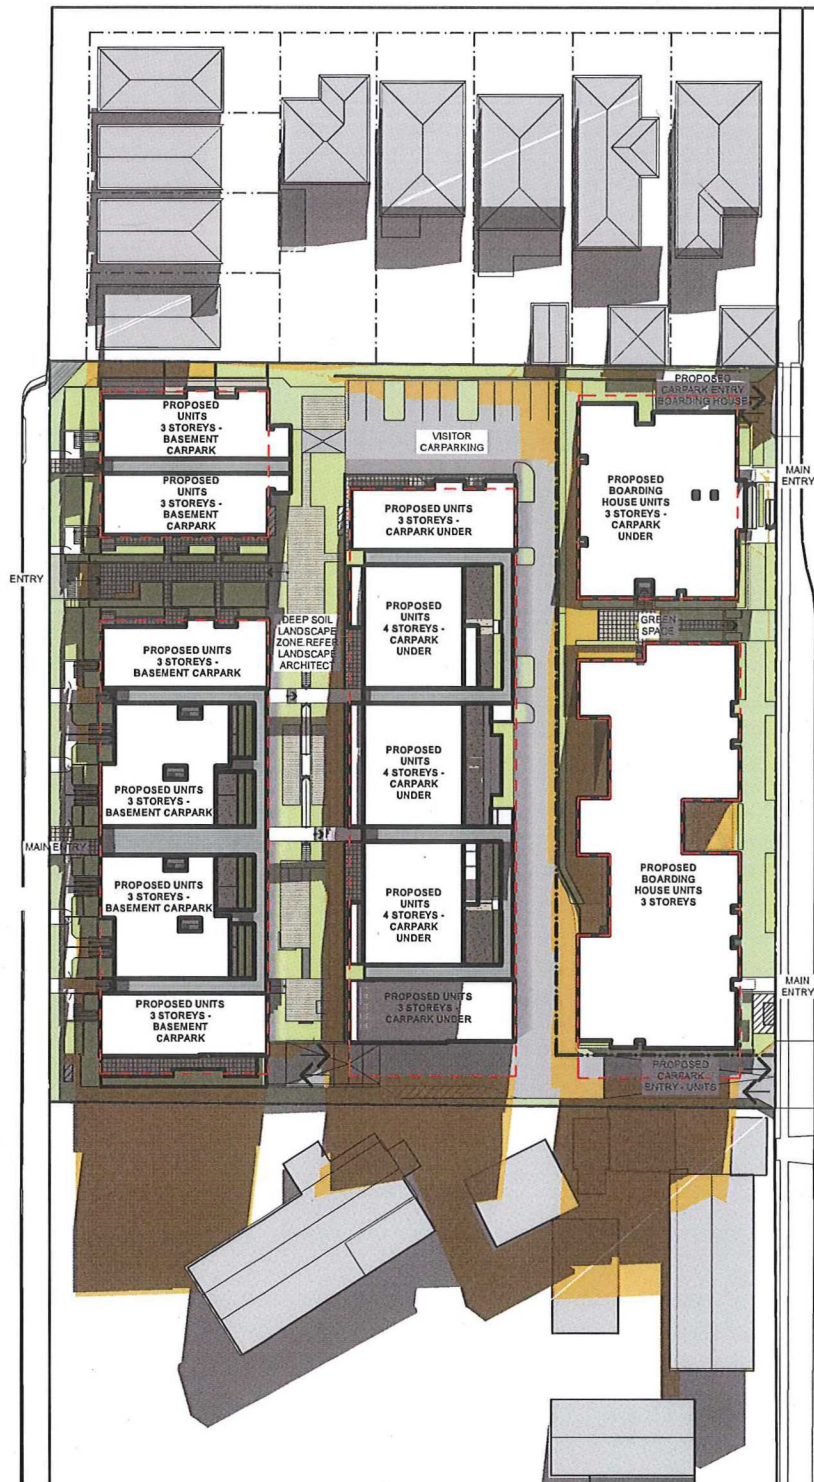 PROPOSED
CARPARK ENTRY
BOARDING HOUSE
PROPOSED
UNITS
3 STOREYS -
BASEMENT
CARPARK
VISITOR
CARPARKING
MAIN
ENTRY
PROPOSED
UNITS
3 STOREYS -
BASEMENT
CARPARK
PROPOSED
BOARDING
HOUSE UNITS
3 STOREYS -
CARPARK
UNDER
PROPOSED UNITS
3 STOREYS -
CARPARK UNDER
ENTRY
PROPOSED
UNITS
4 STOREYS -
CARPARK
UNDER
DEEP SOIL
LANDSCAPE
ZONE.REFER
LANDSCAPE
ARCHITECT
GREEN
SPACE
PROPOSED UNITS
3 STOREYS -
BASEMENT CARPARK
PROPOSED UNITS
3 STOREYS -
BASEMENT CARPARK
PROPOSED
UNITS
4 STOREYS -
CARPARK
UNDER
MAIN ENTRY
PROPOSED UNITS
3 STOREYS -
BASEMENT CARPARK
PROPOSED
UNITS
4 STOREYS -
CARPARK
UNDER
PROPOSED
BOARDING
HOUSE UNITS
3 STOREYS
MAIN
ENTRY
PROPOSED UNITS
3 STOREYS -
BASEMENT
CARPARK
PROPOSED UNITS
3 STOREYS -
CARPARK UNDER
PROPOSED
CARPARK
ENTRY - UNITS